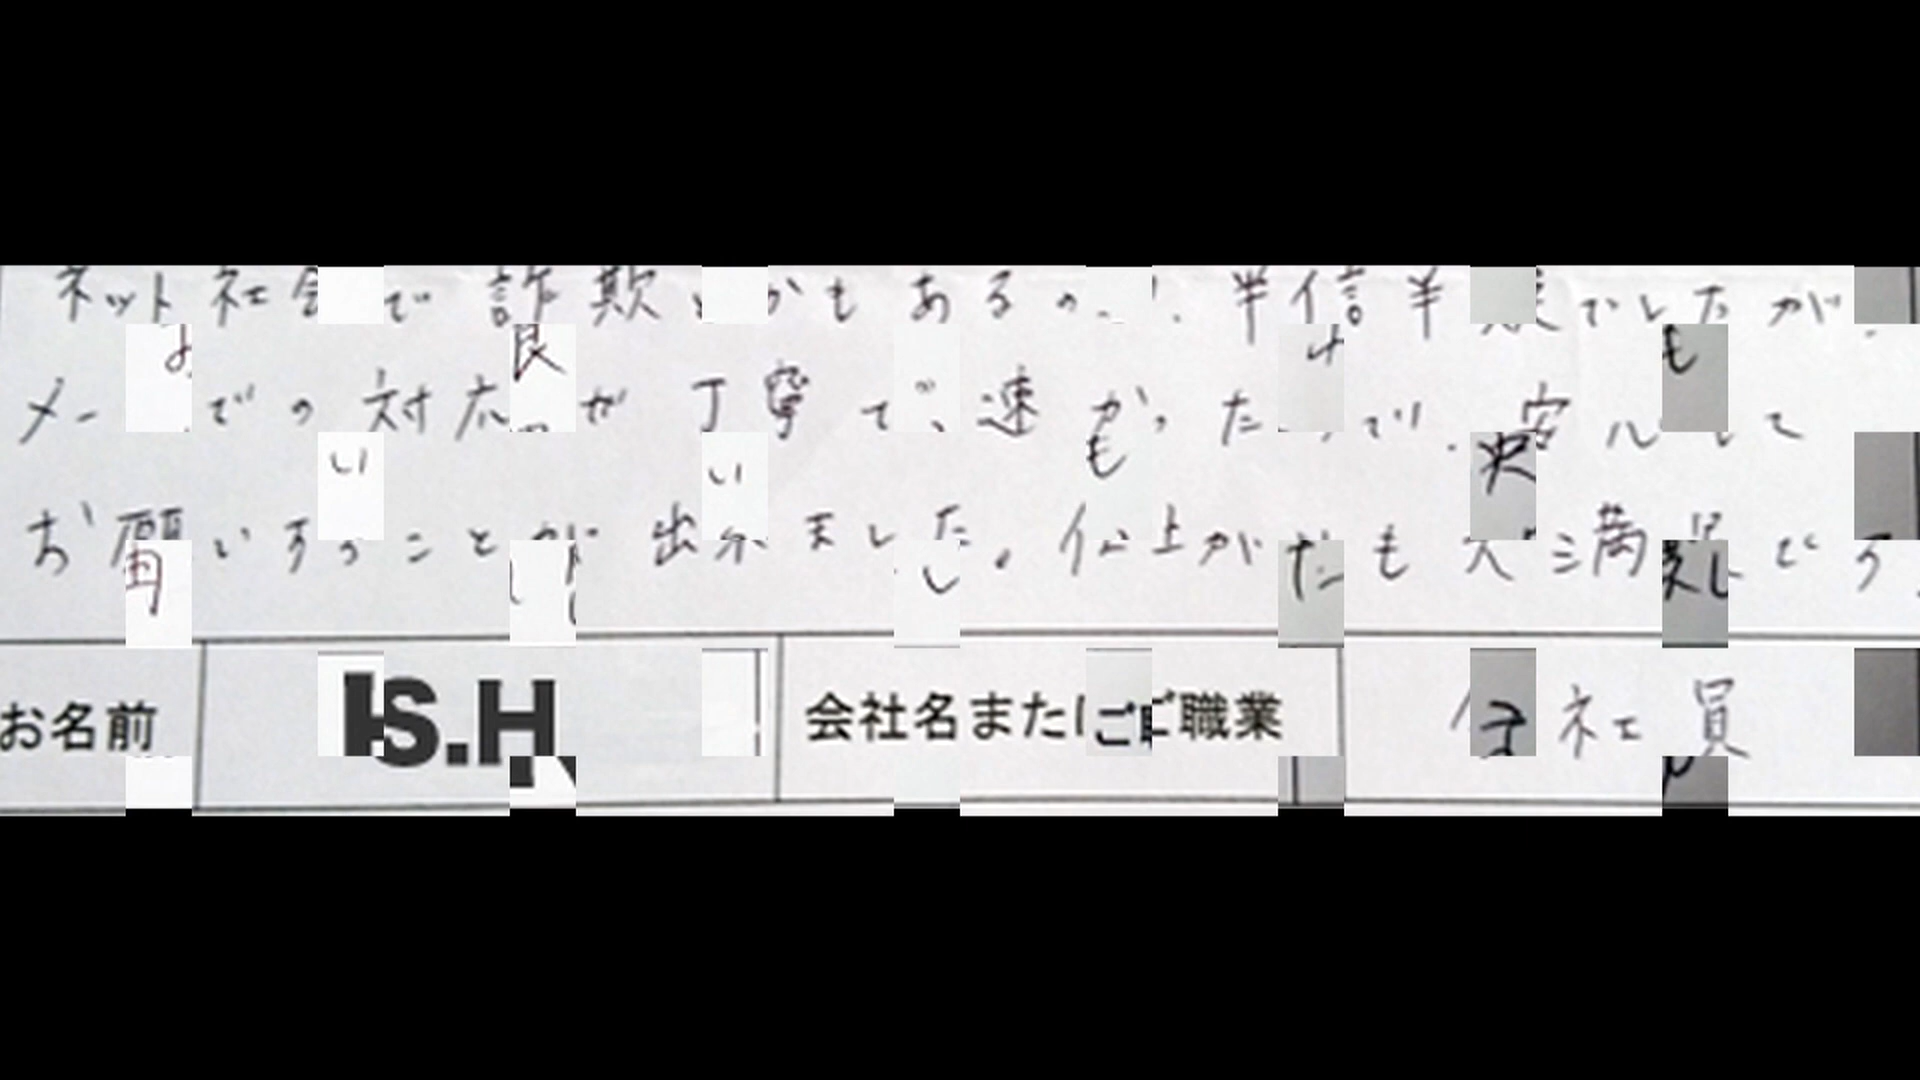 ネット社会で詐欺とかもあるので、半信半疑でしたが、
メールでの対応が丁寧で、速かったので、安心して
お願いすることが出来ました。仕上がりも大満足です
お名前 S.H 会社名またはご職業 会社員